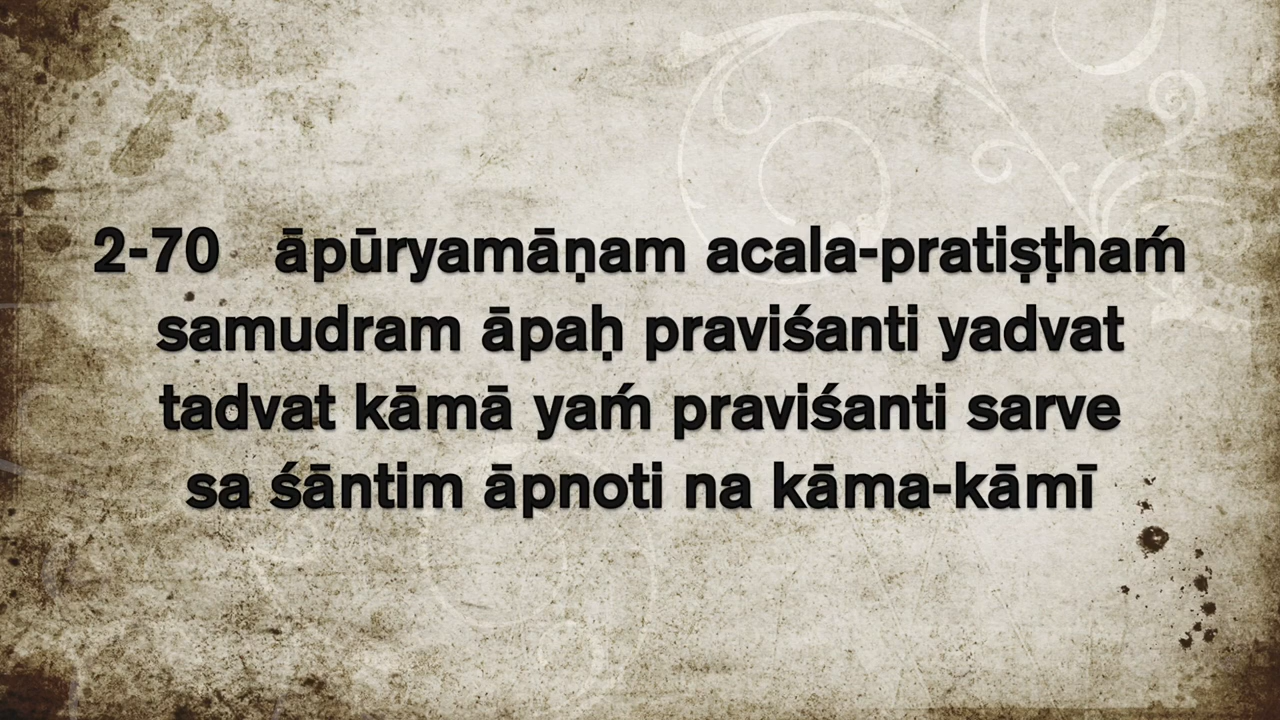 2-70 āpūryamāṇam acala-pratiṣṭhaḿ
samudram āpaḥ praviśanti yadvat
tadvat kāmā yaḿ praviśanti sarve
sa śāntim āpnoti na kāma-kāmī